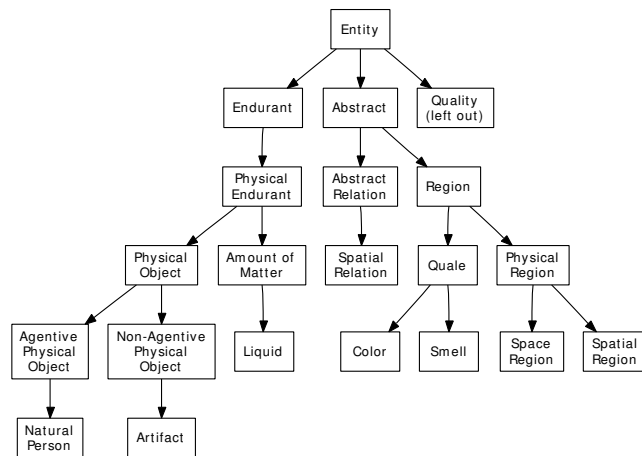 Entity
Endurant
Abstract
Quality
(left out)
Physical
Endurant
Abstract
Relation
Region
Physical
Object
Amount of
Matter
Spatial
Relation
Quale
Physical
Region
Agentive
Physical
Object
Non-Agentive
Physical
Object
Liquid
Color
Smell
Space
Region
Spatial
Region
Natural
Person
Artifact